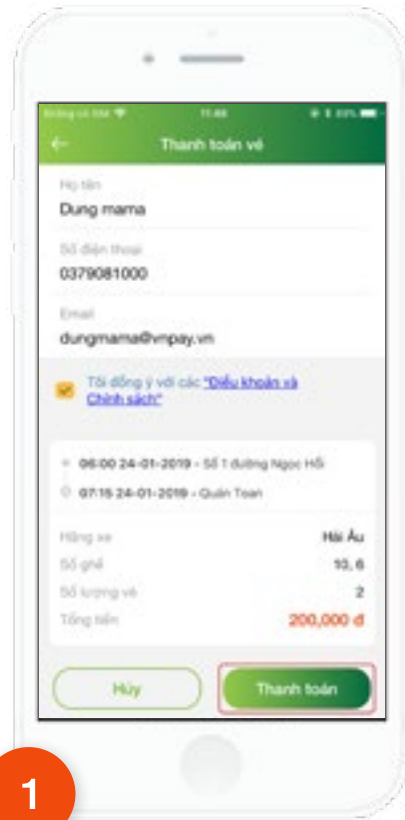 Không có SIM
Thanh toán vé
Họ tên
Dung mama
Số điện thoại
0379081000
Email
dungmama@vnpay.vn
Tôi đồng ý với các "Điều khoản và
Chính sách"
06:00 24-01-2019 - Số 1 đường Ngọc Hồi
07:15 24-01-2019 - Quán Toan
Hãng xe Hải Âu
Số ghế 10, 6
Số lượng vé 2
Tổng tiền 200,000 đ
Hủy Thanh toán
1